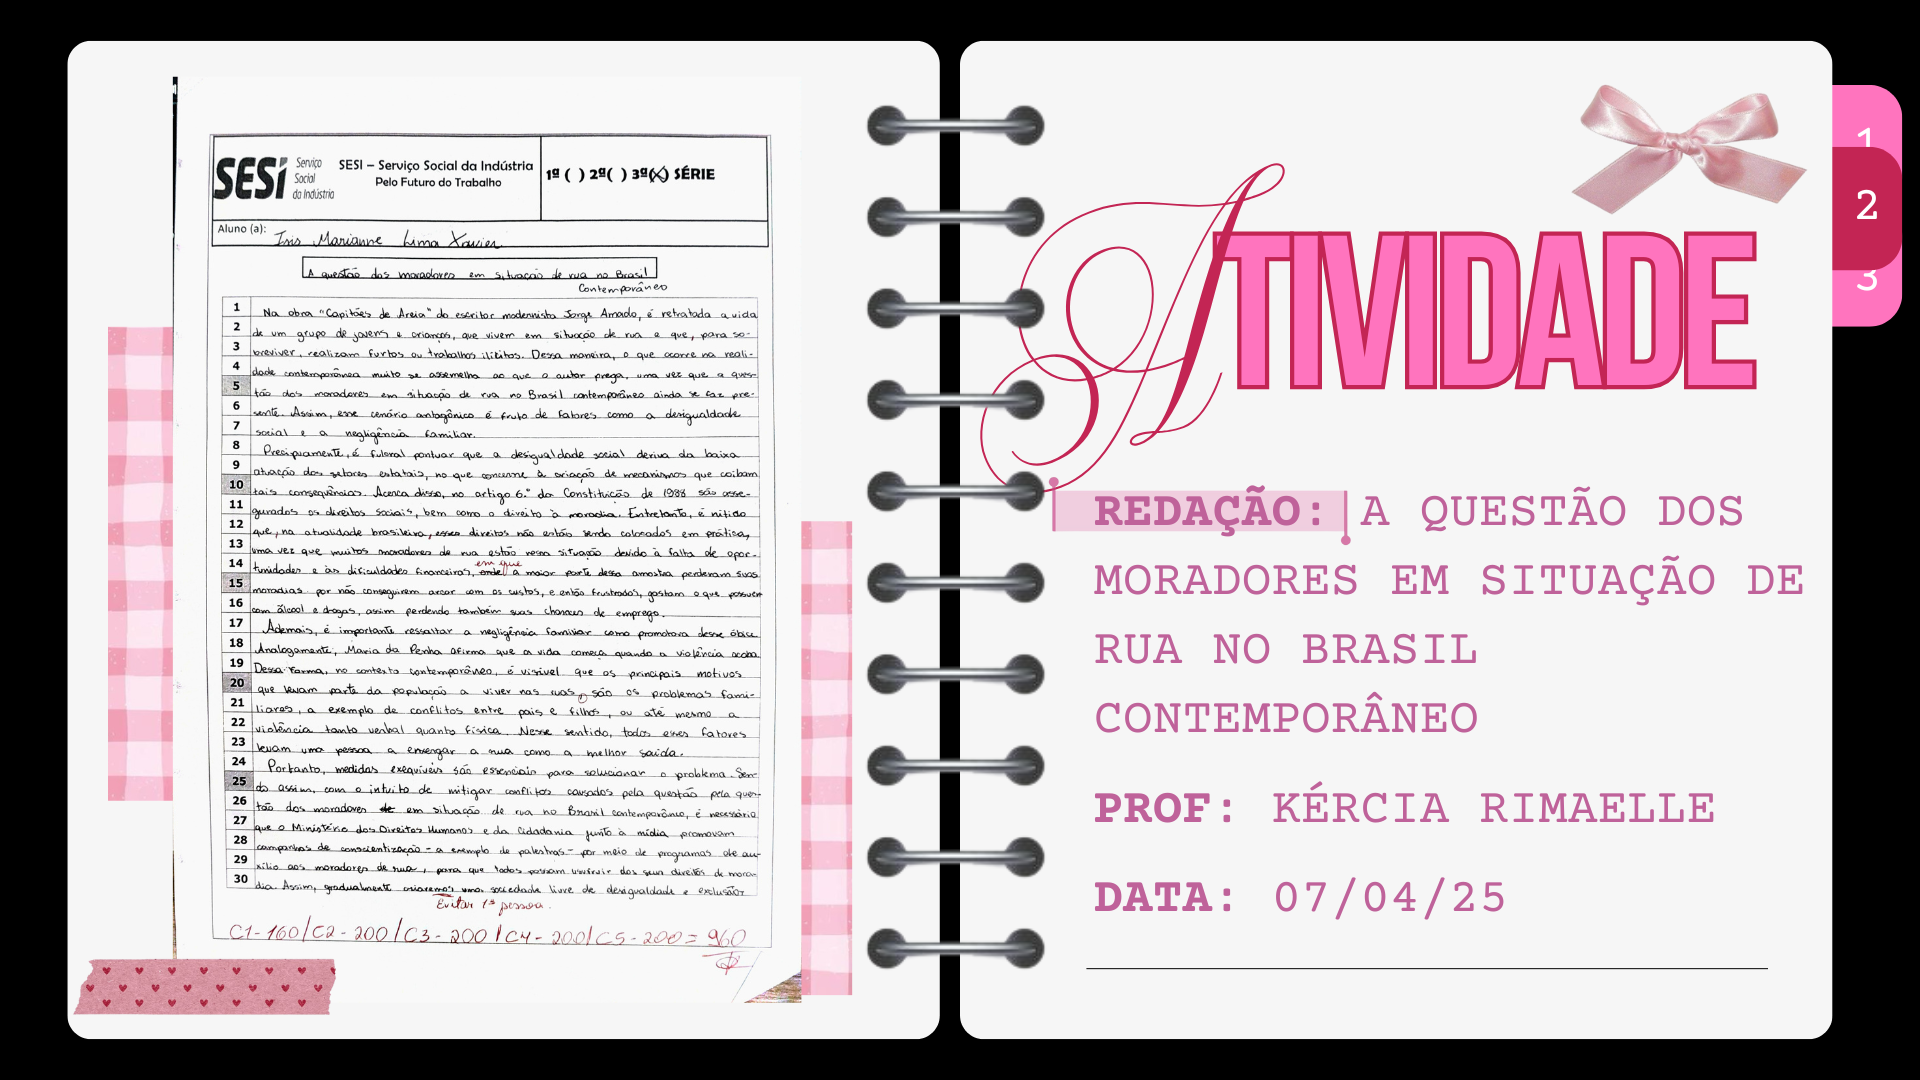 SESI Serviço
Social
da Indústria
SESI – Serviço Social da Indústria
Pelo Futuro do Trabalho
1ª ( ) 2ª( ) 3ª(X) SÉRIE
Aluno (a): Isis Marianne Lima Xavier
A questão dos moradores em situação de rua no Brasil
Contemporâneo
1 Na obra "Capitães de Areia" do escritor modernista Jorge Amado, é retratada a vida
2 de um grupo de jovens e crianças, que vivem em situação de rua e que, para so-
3 breviver, realizam furtos ou trabalhos ilícitos. Dessa maneira, o que ocorre na reali-
4 dade contemporânea muito se assemelha ao que o autor prega, uma vez que a ques-
5 tão dos moradores em situação de rua no Brasil contemporâneo ainda se faz pre-
6 sente. Assim, esse cenário antagônico é fruto de fatores como a desigualdade
7 social e a negligência familiar.
8 Precipuamente, é fulcral pontuar que a desigualdade social deriva da baixa
9 atuação dos setores estatais, no que concerne à criação de mecanismos que coibam
10 tais consequências. Acerca disso, no artigo 6.º da Constituição de 1988 são asse-
11 gurados os direitos sociais, bem como o direito à moradia. Entretanto, é nítido
12 que, na atualidade brasileira, esses direitos não estão sendo colocados em prática,
13 uma vez que muitos moradores de rua estão nessa situação devido à falta de opor-
em que
14 tunidades e às dificuldades financeiras, onde a maior parte dessa amostra perderam suas
15 moradias por não conseguirem arcar com os custos, e então frustrados, gastam o que possuem
16 com álcool e drogas, assim perdendo também suas chances de emprego.
17 Ademais, é importante ressaltar a negligência familiar como promotora desse óbice.
18 Analogamente, Maria da Penha afirma que a vida começa quando a violência acaba.
19 Dessa forma, no contexto contemporâneo, é visível que os principais motivos
20 que levam parte da população a viver nas ruas, são os problemas fami-
21 liares, a exemplo de conflitos entre pais e filhos, ou até mesmo a
22 violência tanto verbal quanto física. Nesse sentido, todos esses fatores
23 levam uma pessoa a enxergar a rua como a melhor saída.
24 Portanto, medidas exequíveis são essenciais para solucionar o problema. Sen-
25 do assim, com o intuito de mitigar conflitos causados pela questão pela ques-
26 tão dos moradores em situação de rua no Brasil contemporâneo, é necessário
27 que o Ministério dos Direitos Humanos e da Cidadania junto à mídia promovam
28 campanhas de conscientização - a exemplo de palestras - por meio de programas de au-
29 xílio aos moradores de rua, para que todos possam usufruir dos seus direitos de mora-
30 dia. Assim, gradualmente criaremos uma sociedade livre de desigualdade e exclusão.
Evitar 1ª pessoa.
C1-160/C2-200/C3-200/C4-200/C5-200=960
ATIVIDADE
REDAÇÃO: A QUESTÃO DOS
MORADORES EM SITUAÇÃO DE
RUA NO BRASIL
CONTEMPORÂNEO
PROF: KÉRCIA RIMAELLE
DATA: 07/04/25
1
2
3